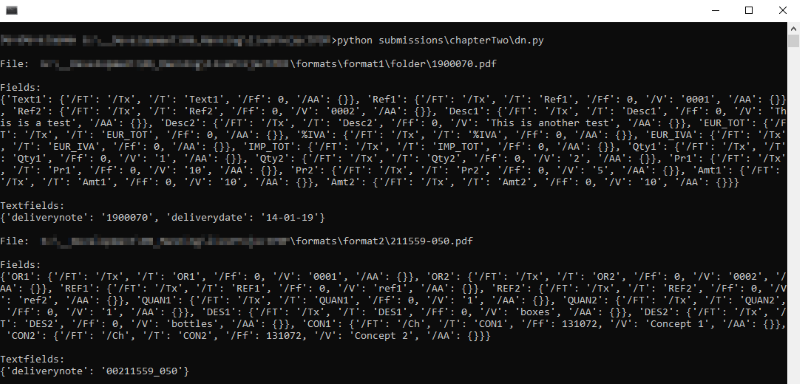 >python submissions\chapterTwo\dn.py
File: \formats\format1\folder\1900070.pdf
Fields:
{'Text1': {'/FT': '/Tx', '/T': 'Text1', '/Ff': 0, '/AA': {}}, 'Ref1': {'/FT': '/Tx', '/T': 'Ref1', '/Ff': 0, '/V': '0001', '/AA': {}}
, 'Ref2': {'/FT': '/Tx', '/T': 'Ref2', '/Ff': 0, '/V': '0002', '/AA': {}}, 'Desc1': {'/FT': '/Tx', '/T': 'Desc1', '/Ff': 0, '/V': 'Th
is is a test', '/AA': {}}, 'Desc2': {'/FT': '/Tx', '/T': 'Desc2', '/Ff': 0, '/V': 'This is another test', '/AA': {}}, 'EUR_TOT': {'/F
T': '/Tx', '/T': 'EUR_TOT', '/Ff': 0, '/AA': {}}, '%IVA': {'/FT': '/Tx', '/T': '%IVA', '/Ff': 0, '/AA': {}}, 'EUR_IVA': {'/FT': '/Tx'
, '/T': 'EUR_IVA', '/Ff': 0, '/AA': {}}, 'IMP_TOT': {'/FT': '/Tx', '/T': 'IMP_TOT', '/Ff': 0, '/AA': {}}, 'Qty1': {'/FT': '/Tx', '/T'
: 'Qty1', '/Ff': 0, '/V': '1', '/AA': {}}, 'Qty2': {'/FT': '/Tx', '/T': 'Qty2', '/Ff': 0, '/V': '2', '/AA': {}}, 'Pr1': {'/FT': '/Tx'
, '/T': 'Pr1', '/Ff': 0, '/V': '10', '/AA': {}}, 'Pr2': {'/FT': '/Tx', '/T': 'Pr2', '/Ff': 0, '/V': '5', '/AA': {}}, 'Amt1': {'/FT':
'/Tx', '/T': 'Amt1', '/Ff': 0, '/V': '10', '/AA': {}}, 'Amt2': {'/FT': '/Tx', '/T': 'Amt2', '/Ff': 0, '/V': '10', '/AA': {}}}
Textfields:
{'deliverynote': '1900070', 'deliverydate': '14-01-19'}
File: \formats\format2\211559-050.pdf
Fields:
{'OR1': {'/FT': '/Tx', '/T': 'OR1', '/Ff': 0, '/V': '0001', '/AA': {}}, 'OR2': {'/FT': '/Tx', '/T': 'OR2', '/Ff': 0, '/V': '0002', '/
AA': {}}, 'REF1': {'/FT': '/Tx', '/T': 'REF1', '/Ff': 0, '/V': 'ref1', '/AA': {}}, 'REF2': {'/FT': '/Tx', '/T': 'REF2', '/Ff': 0, '/V
': 'ref2', '/AA': {}}, 'QUAN1': {'/FT': '/Tx', '/T': 'QUAN1', '/Ff': 0, '/V': '1', '/AA': {}}, 'QUAN2': {'/FT': '/Tx', '/T': 'QUAN2',
'/Ff': 0, '/V': '1', '/AA': {}}, 'DES1': {'/FT': '/Tx', '/T': 'DES1', '/Ff': 0, '/V': 'boxes', '/AA': {}}, 'DES2': {'/FT': '/Tx', '/
T': 'DES2', '/Ff': 0, '/V': 'bottles', '/AA': {}}, 'CON1': {'/FT': '/Ch', '/T': 'CON1', '/Ff': 131072, '/V': 'Concept 1', '/AA': {}},
'CON2': {'/FT': '/Ch', '/T': 'CON2', '/Ff': 131072, '/V': 'Concept 2', '/AA': {}}}
Textfields:
{'deliverynote': '00211559_050'}